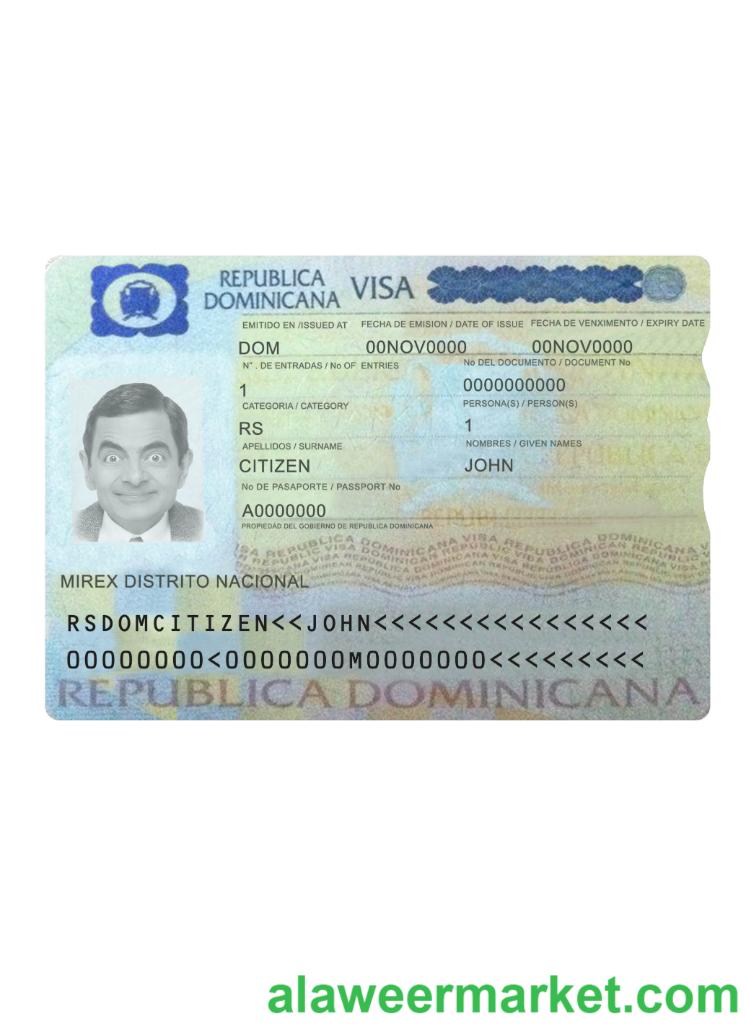 REPUBLICA
DOMINICANA VISA
EMITIDO EN /ISSUED AT FECHA DE EMISION / DATE OF ISSUE FECHA DE VENXIMENTO / EXPIRY DATE
DOM 00NOV0000 00NOV0000
N°. DE ENTRADAS / No OF ENTRIES No DEL DOCUMENTO / DOCUMENT No
1 0000000000
CATEGORIA / CATEGORY PERSONA(S) / PERSON(S)
RS 1
APELLIDOS / SURNAME NOMBRES / GIVEN NAMES
CITIZEN JOHN
No DE PASAPORTE / PASSPORT No
A0000000
PROPIEDAD DEL GOBIERNO DE REPUBLICA DOMINICANA
MIREX DISTRITO NACIONAL
RSDOMCITIZEN<<JOHN<<<<<<<<<<<<<<<<
00000000<0000000M0000000<<<<<<<<<
REPUBLICA DOMINICANA
alaweermarket.com